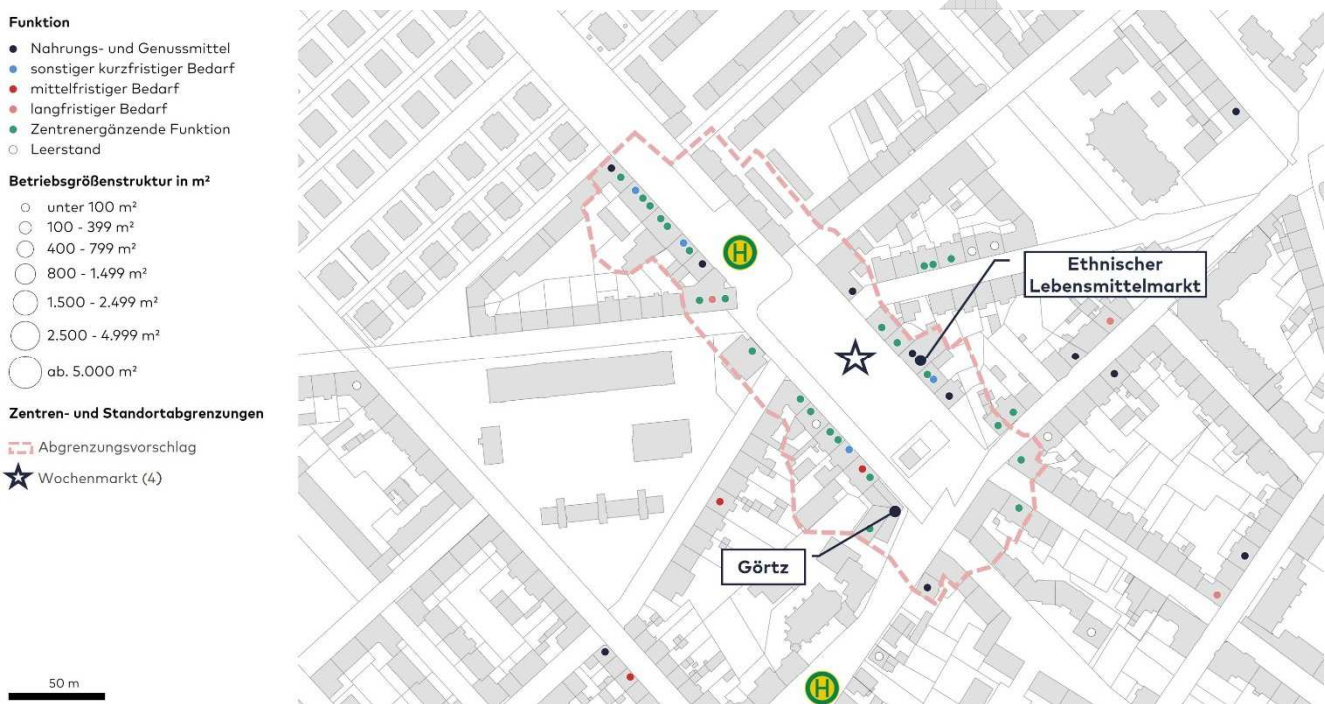 Funktion
Nahrungs- und Genussmittel
sonstiger kurzfristiger Bedarf
mittelfristiger Bedarf
langfristiger Bedarf
Zentrenergänzende Funktion
Leerstand
Betriebsgrößenstruktur in m²
unter 100 m²
100 - 399 m²
400 - 799 m²
800 - 1.499 m²
1.500 - 2.499 m²
2.500 - 4.999 m²
ab. 5.000 m²
Zentren- und Standortabgrenzungen
Abgrenzungsvorschlag
Wochenmarkt (4)
50 m
H
Ethnischer
Lebensmittelmarkt
Görtz
H